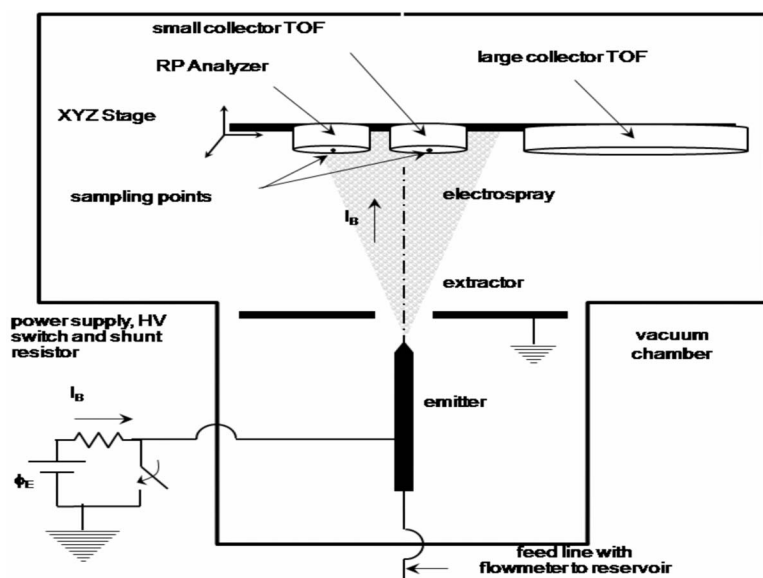 small collector TOF
RP Analyzer
large collector TOF
XYZ Stage
sampling points
electrospray
I_B
extractor
power supply, HV
switch and shunt
resistor
vacuum
chamber
I_B
emitter
ϕ_E
feed line with
flowmeter to reservoir